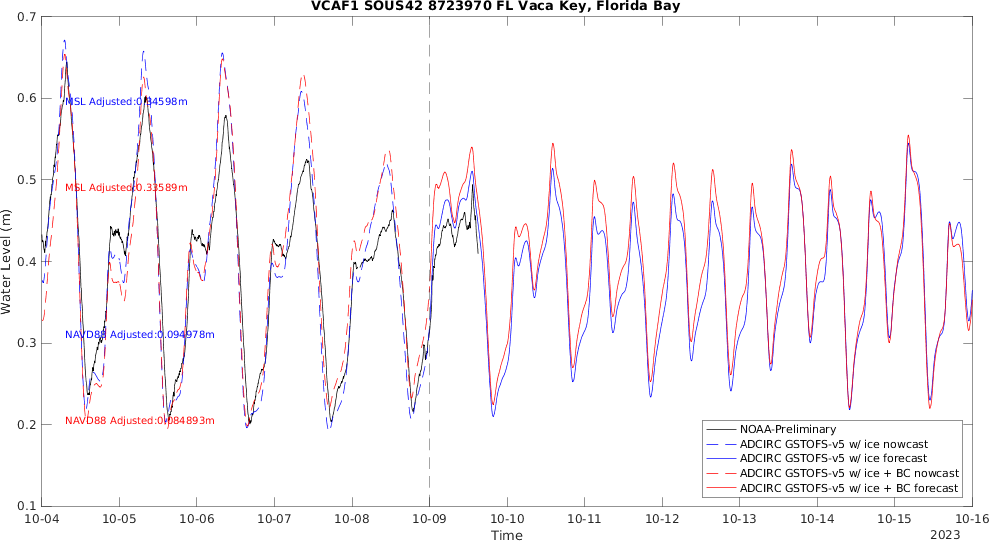 VCAF1 SOUS42 8723970 FL Vaca Key, Florida Bay
0.7
0.6
0.5
0.4
0.3
0.2
0.1
Water Level (m)
MSL Adjusted:0.34598m
MSL Adjusted:0.33589m
NAVD88 Adjusted:0.094978m
NAVD88 Adjusted:0.084893m
NOAA-Preliminary
ADCIRC GSTOFS-v5 w/ ice nowcast
ADCIRC GSTOFS-v5 w/ ice forecast
ADCIRC GSTOFS-v5 w/ ice + BC nowcast
ADCIRC GSTOFS-v5 w/ ice + BC forecast
10-04 10-05 10-06 10-07 10-08 10-09 10-10 10-11 10-12 10-13 10-14 10-15 10-16
Time
2023